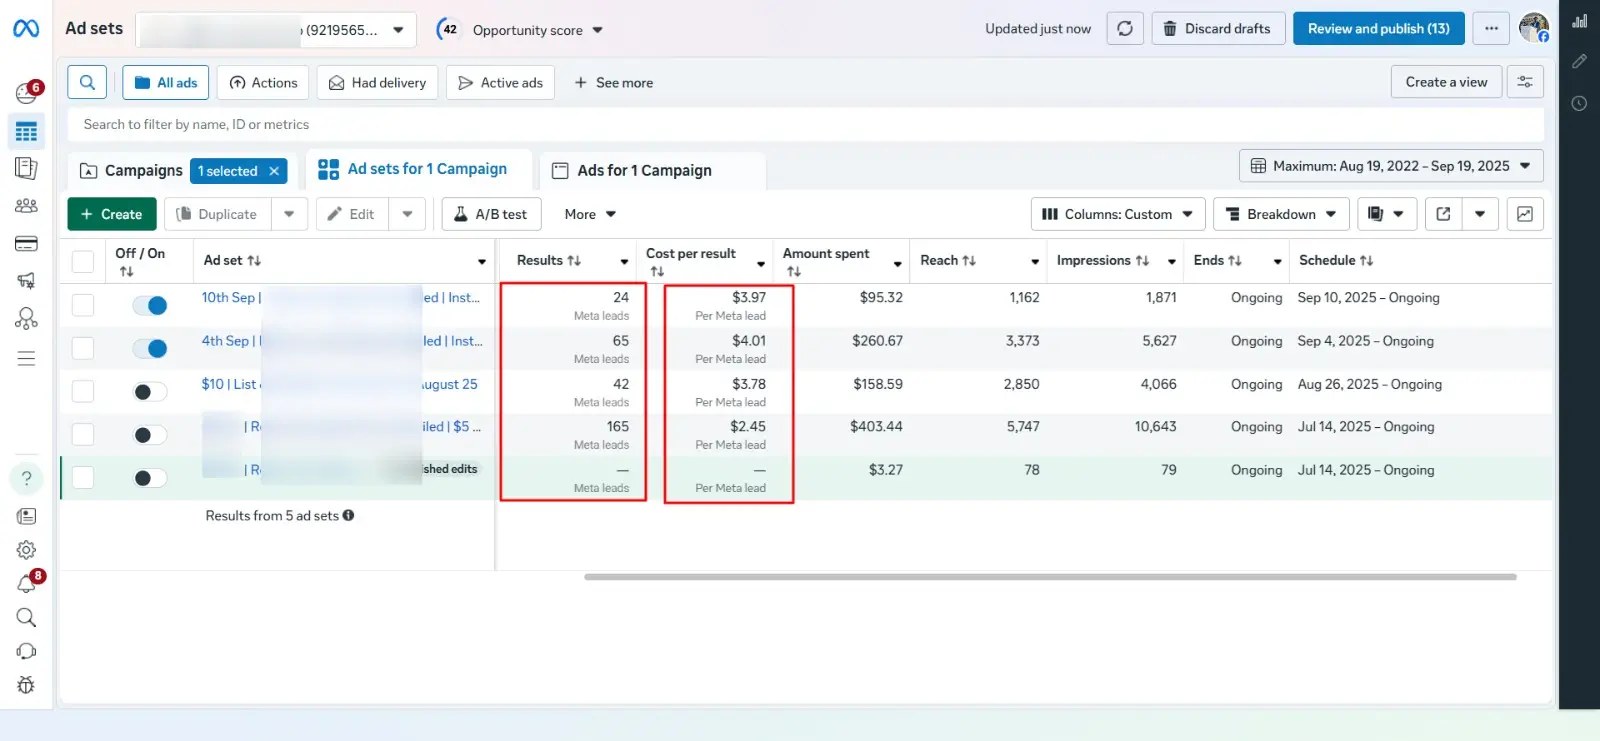 Ad sets
(9219565...
42
Opportunity score
Updated just now
Discard drafts
Review and publish (13)
6
All ads
Actions
Had delivery
Active ads
+ See more
Create a view
Search to filter by name, ID or metrics
Campaigns
1 selected ×
Ad sets for 1 Campaign
Ads for 1 Campaign
Maximum: Aug 19, 2022 – Sep 19, 2025
+ Create
Duplicate
Edit
A/B test
More
Columns: Custom
Breakdown
Off / On
Ad set
Results
Cost per result
Amount spent
Reach
Impressions
Ends
Schedule
10th Sep | ed | Inst...
24
$3.97
$95.32
1,162
1,871
Ongoing
Sep 10, 2025 – Ongoing
Meta leads
Per Meta lead
4th Sep | led | Inst...
65
$4.01
$260.67
3,373
5,627
Ongoing
Sep 4, 2025 – Ongoing
Meta leads
Per Meta lead
$10 | List ugust 25
42
$3.78
$158.59
2,850
4,066
Ongoing
Aug 26, 2025 – Ongoing
Meta leads
Per Meta lead
| R iled | $5 ...
165
$2.45
$403.44
5,747
10,643
Ongoing
Jul 14, 2025 – Ongoing
Meta leads
Per Meta lead
| R shed edits
—
—
$3.27
78
79
Ongoing
Jul 14, 2025 – Ongoing
Meta leads
Per Meta lead
Results from 5 ad sets
?
8